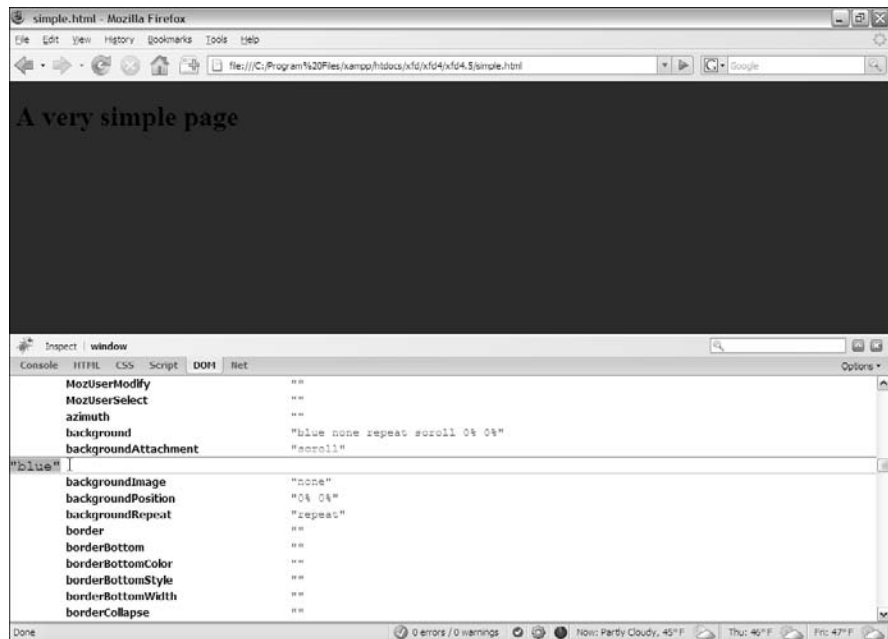 simple.html - Mozilla Firefox
File Edit View History Bookmarks Tools Help
file:///C:/Program%20Files/xampp/htdocs/xfd/xfd4/xfd4.5/simple.html
G Google
A very simple page
Inspect window
Console HTML CSS Script DOM Net Options
MozUserModify ""
MozUserSelect ""
azimuth ""
background "blue none repeat scroll 0% 0%"
backgroundAttachment "scroll"
"blue"
backgroundImage "none"
backgroundPosition "0% 0%"
backgroundRepeat "repeat"
border ""
borderBottom ""
borderBottomColor ""
borderBottomStyle ""
borderBottomWidth ""
borderCollapse ""
Done 0 errors / 0 warnings Now: Partly Cloudy, 45° F Thu: 46° F Fri: 47° F